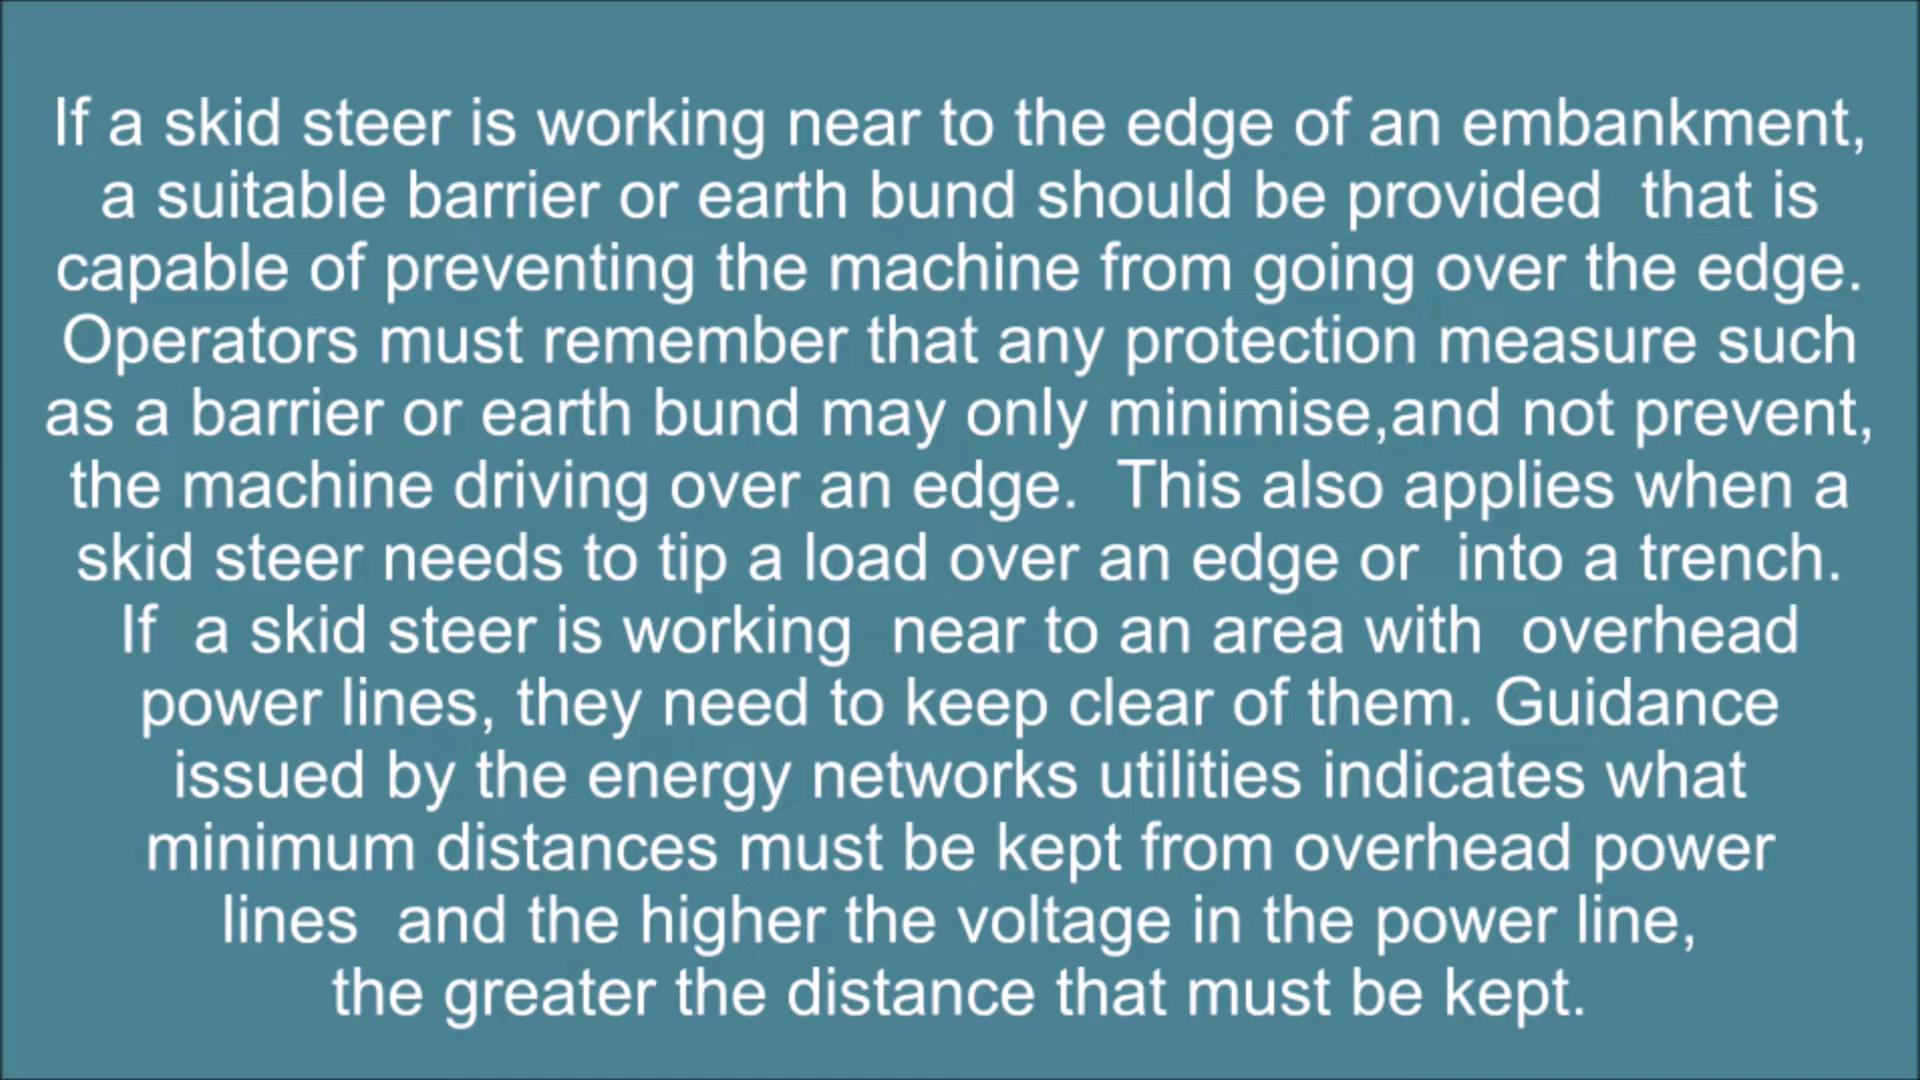 If a skid steer is working near to the edge of an embankment,
a suitable barrier or earth bund should be provided  that is
capable of preventing the machine from going over the edge.
Operators must remember that any protection measure such
as a barrier or earth bund may only minimise,and not prevent,
the machine driving over an edge.  This also applies when a
skid steer needs to tip a load over an edge or  into a trench.
If  a skid steer is working  near to an area with  overhead
power lines, they need to keep clear of them. Guidance
issued by the energy networks utilities indicates what
minimum distances must be kept from overhead power
lines  and the higher the voltage in the power line,
the greater the distance that must be kept.